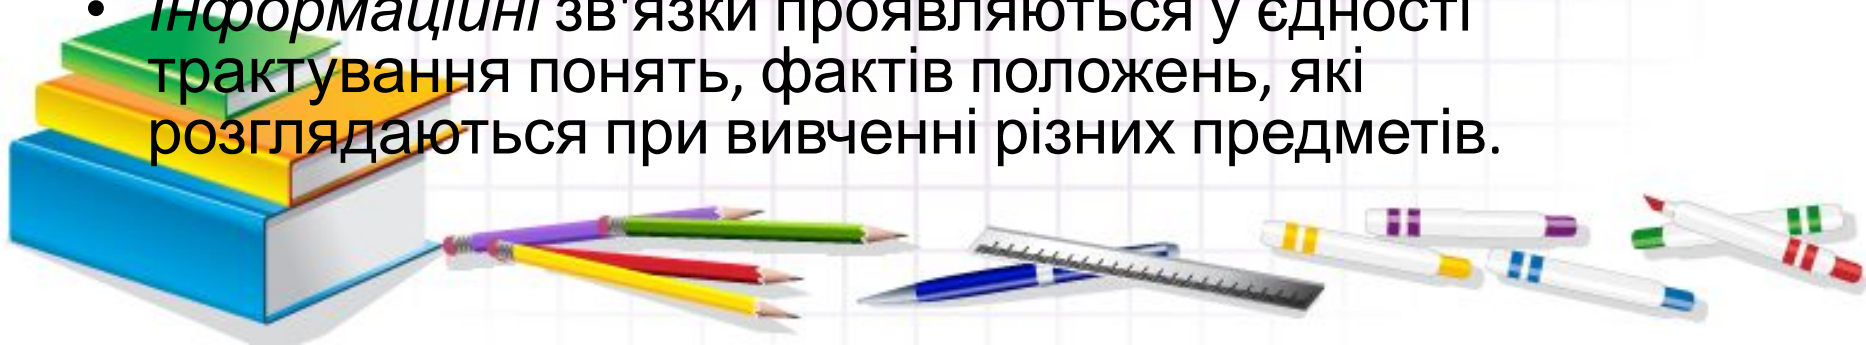 • Інформаційні зв'язки проявляються у єдності
трактування понять, фактів положень, які
розглядаються при вивченні різних предметів.